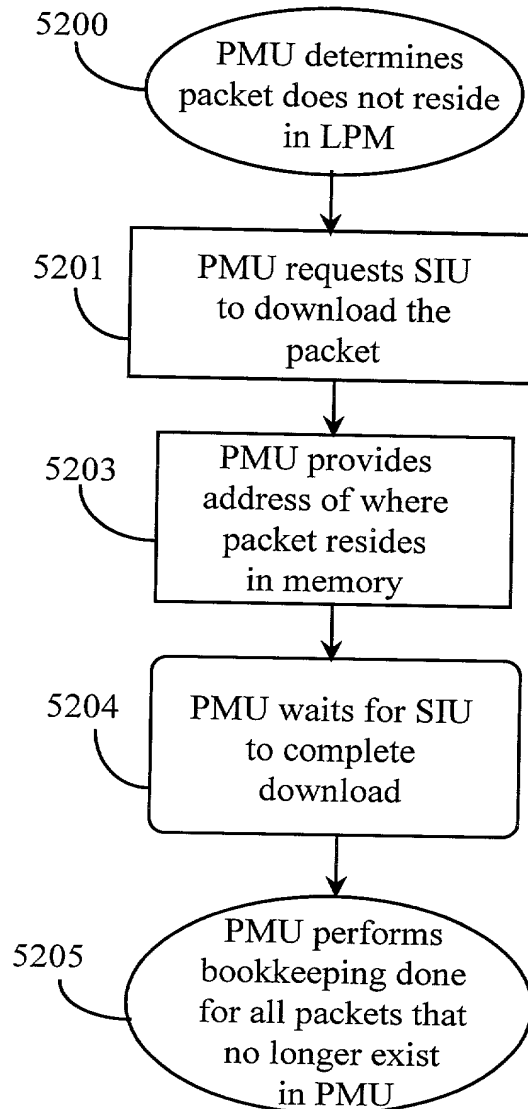 5200
PMU determines
packet does not reside
in LPM
5201
PMU requests SIU
to download the
packet
5203
PMU provides
address of where
packet resides
in memory
5204
PMU waits for SIU
to complete
download
5205
PMU performs
bookkeeping done
for all packets that
no longer exist
in PMU